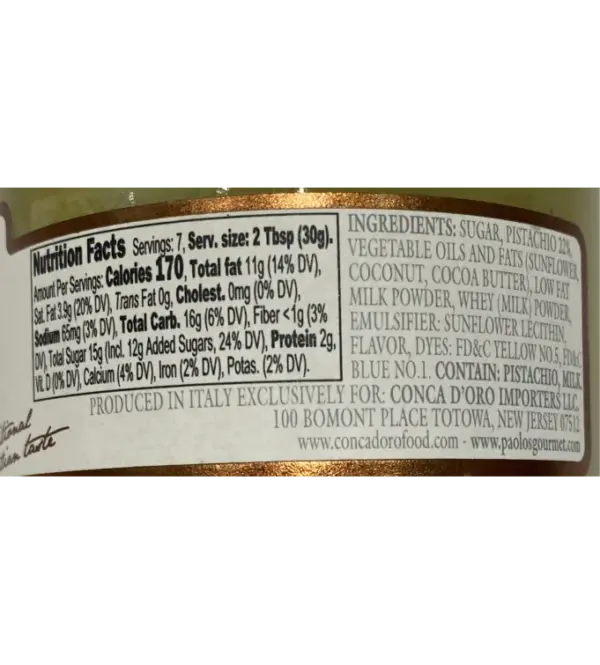 Nutrition Facts Servings: 7, Serv. size: 2 Tbsp (30g).
Amount Per Serving: Calories 170, Total fat 11g (14% DV),
Sat. Fat 3.9g (20% DV), Trans Fat 0g, Cholest. 0mg (0% DV),
Sodium 65mg (3% DV), Total Carb. 16g (6% DV), Fiber <1g (3%
DV), Total Sugar 15g (Incl. 12g Added Sugars, 24% DV), Protein 2g,
Vit. D (0% DV), Calcium (4% DV), Iron (2% DV), Potas. (2% DV).
INGREDIENTS: SUGAR, PISTACHIO 22%,
VEGETABLE OILS AND FATS (SUNFLOWER,
COCONUT, COCOA BUTTER), LOW FAT
MILK POWDER, WHEY (MILK) POWDER,
EMULSIFIER: SUNFLOWER LECITHIN,
FLAVOR, DYES: FD&C YELLOW NO.5, FD&C
BLUE NO.1. CONTAIN: PISTACHIO, MILK.
PRODUCED IN ITALY EXCLUSIVELY FOR: CONCA D'ORO IMPORTERS LLC.
100 BOMONT PLACE TOTOWA, NEW JERSEY 07512
www.concadorofood.com - www.paolosgourmet.com
taste